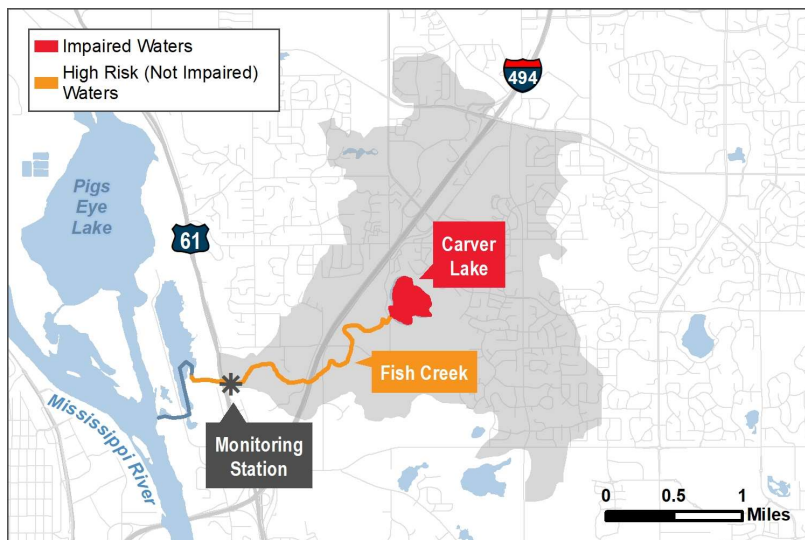 Impaired Waters
High Risk (Not Impaired)
Waters
494
Pigs
Eye
Lake
61
Carver
Lake
Fish Creek
Monitoring
Station
Mississippi River
0 0.5 1
Miles